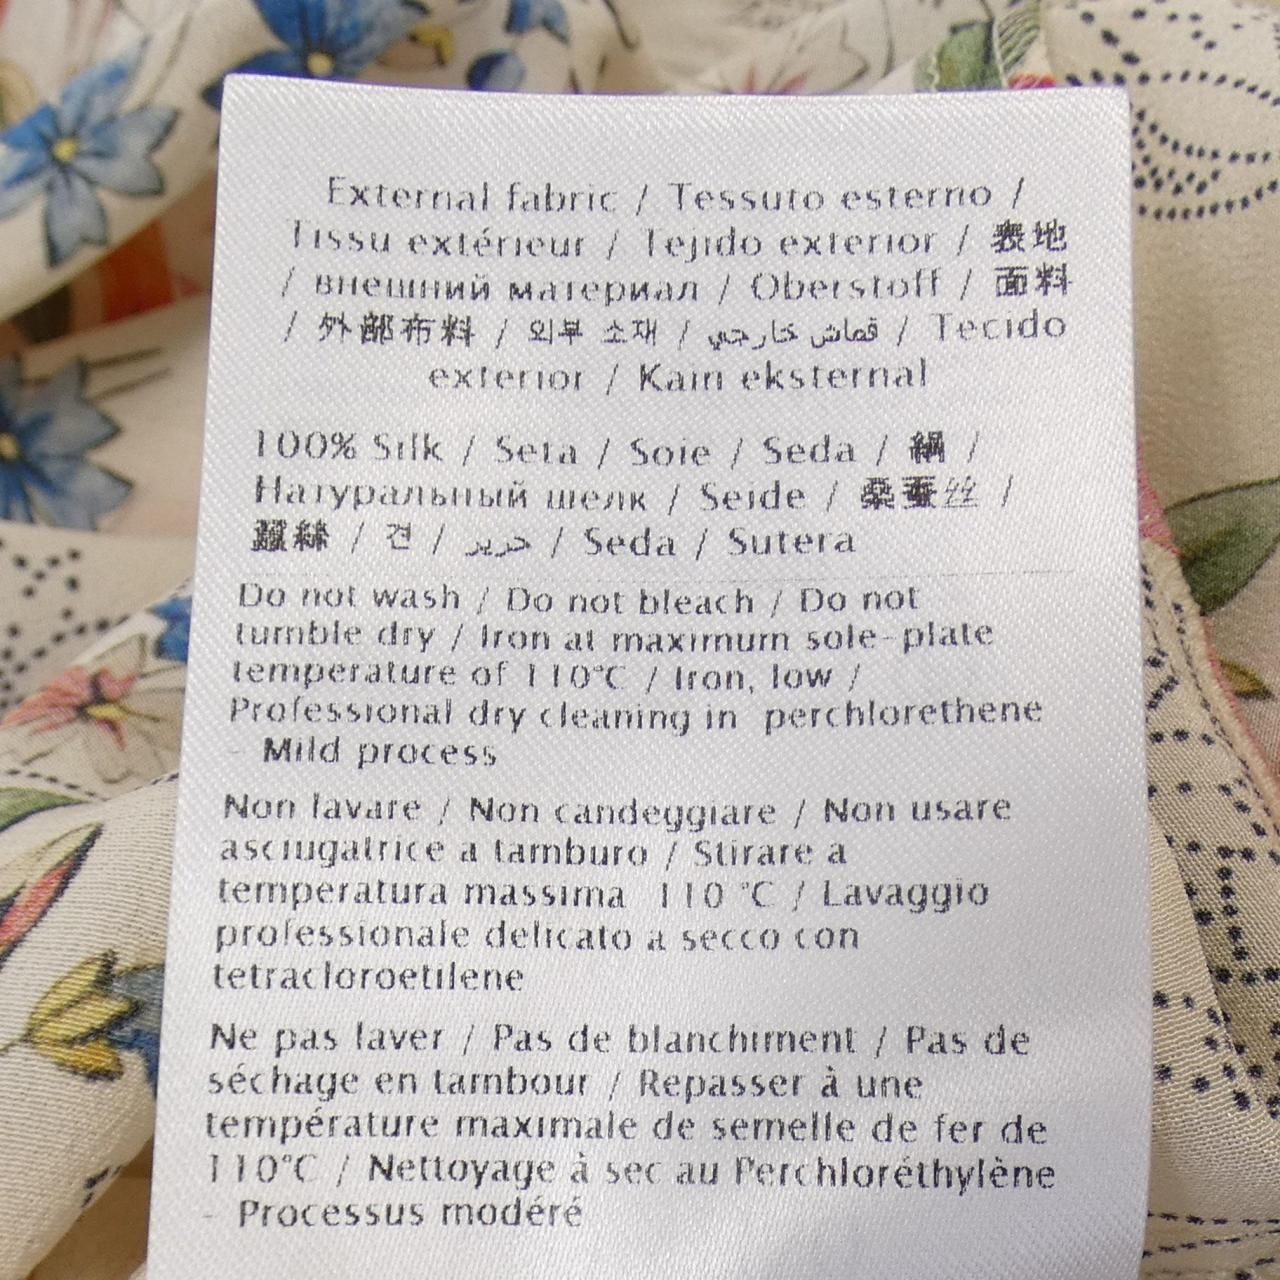 External fabric / Tessuto esterno /
Tissu extérieur / Tejido exterior / 表地
/ внешний материал / Oberstoff / 面料
/ 外部布料 / 외부 소재 / قماش خارجي / Tecido
exterior / Kain eksternal
100% Silk / Seta / Soie / Seda / 絹 /
Натуральный шелк / Seide / 桑蚕丝 /
蠶絲 / 견 / حرير / Seda / Sutera
Do not wash / Do not bleach / Do not
tumble dry / Iron at maximum sole-plate
temperature of 110°C / Iron, low /
Professional dry cleaning in perchlorethene
- Mild process
Non lavare / Non candeggiare / Non usare
asciugatrice a tamburo / Stirare a
temperatura massima 110 °C / Lavaggio
professionale delicato a secco con
tetracloroetilene
Ne pas laver / Pas de blanchiment / Pas de
séchage en tambour / Repasser à une
température maximale de semelle de fer de
110°C / Nettoyage à sec au Perchloréthylène
- Processus modéré